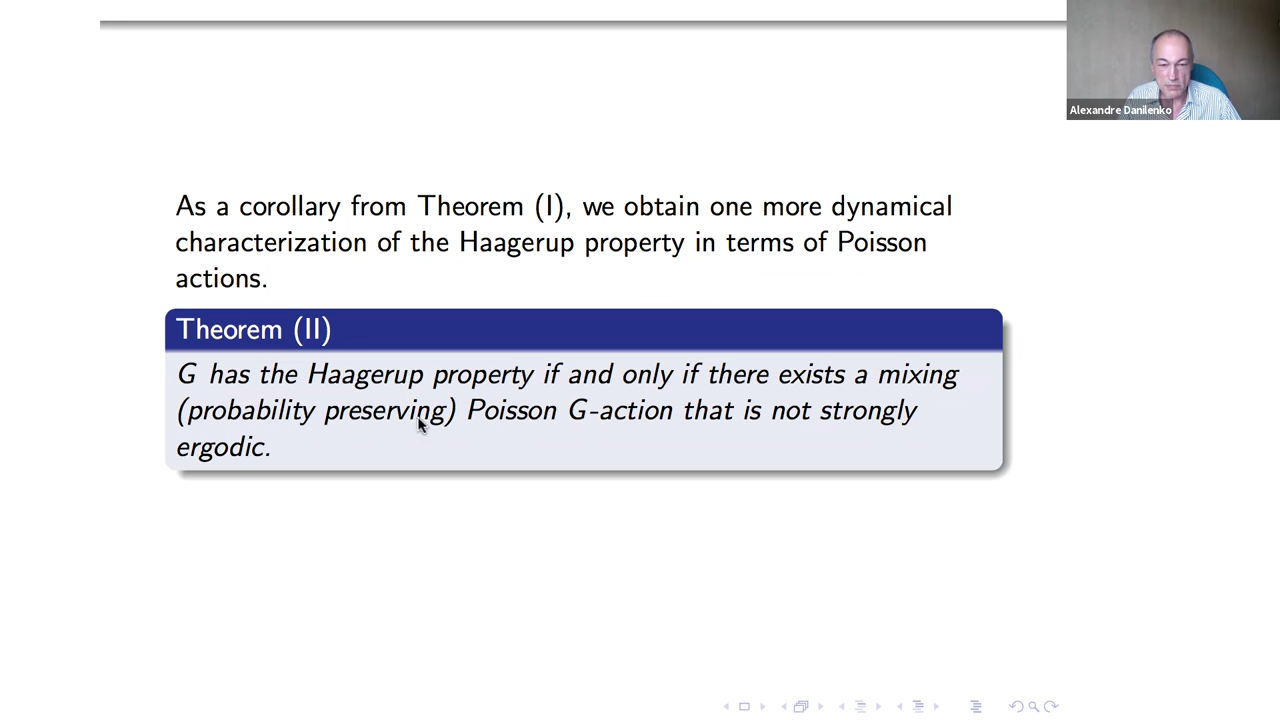 Alexandre Danilenko
As a corollary from Theorem (I), we obtain one more dynamical
characterization of the Haagerup property in terms of Poisson
actions.
Theorem (II)
G has the Haagerup property if and only if there exists a mixing
(probability preserving) Poisson G-action that is not strongly
ergodic.